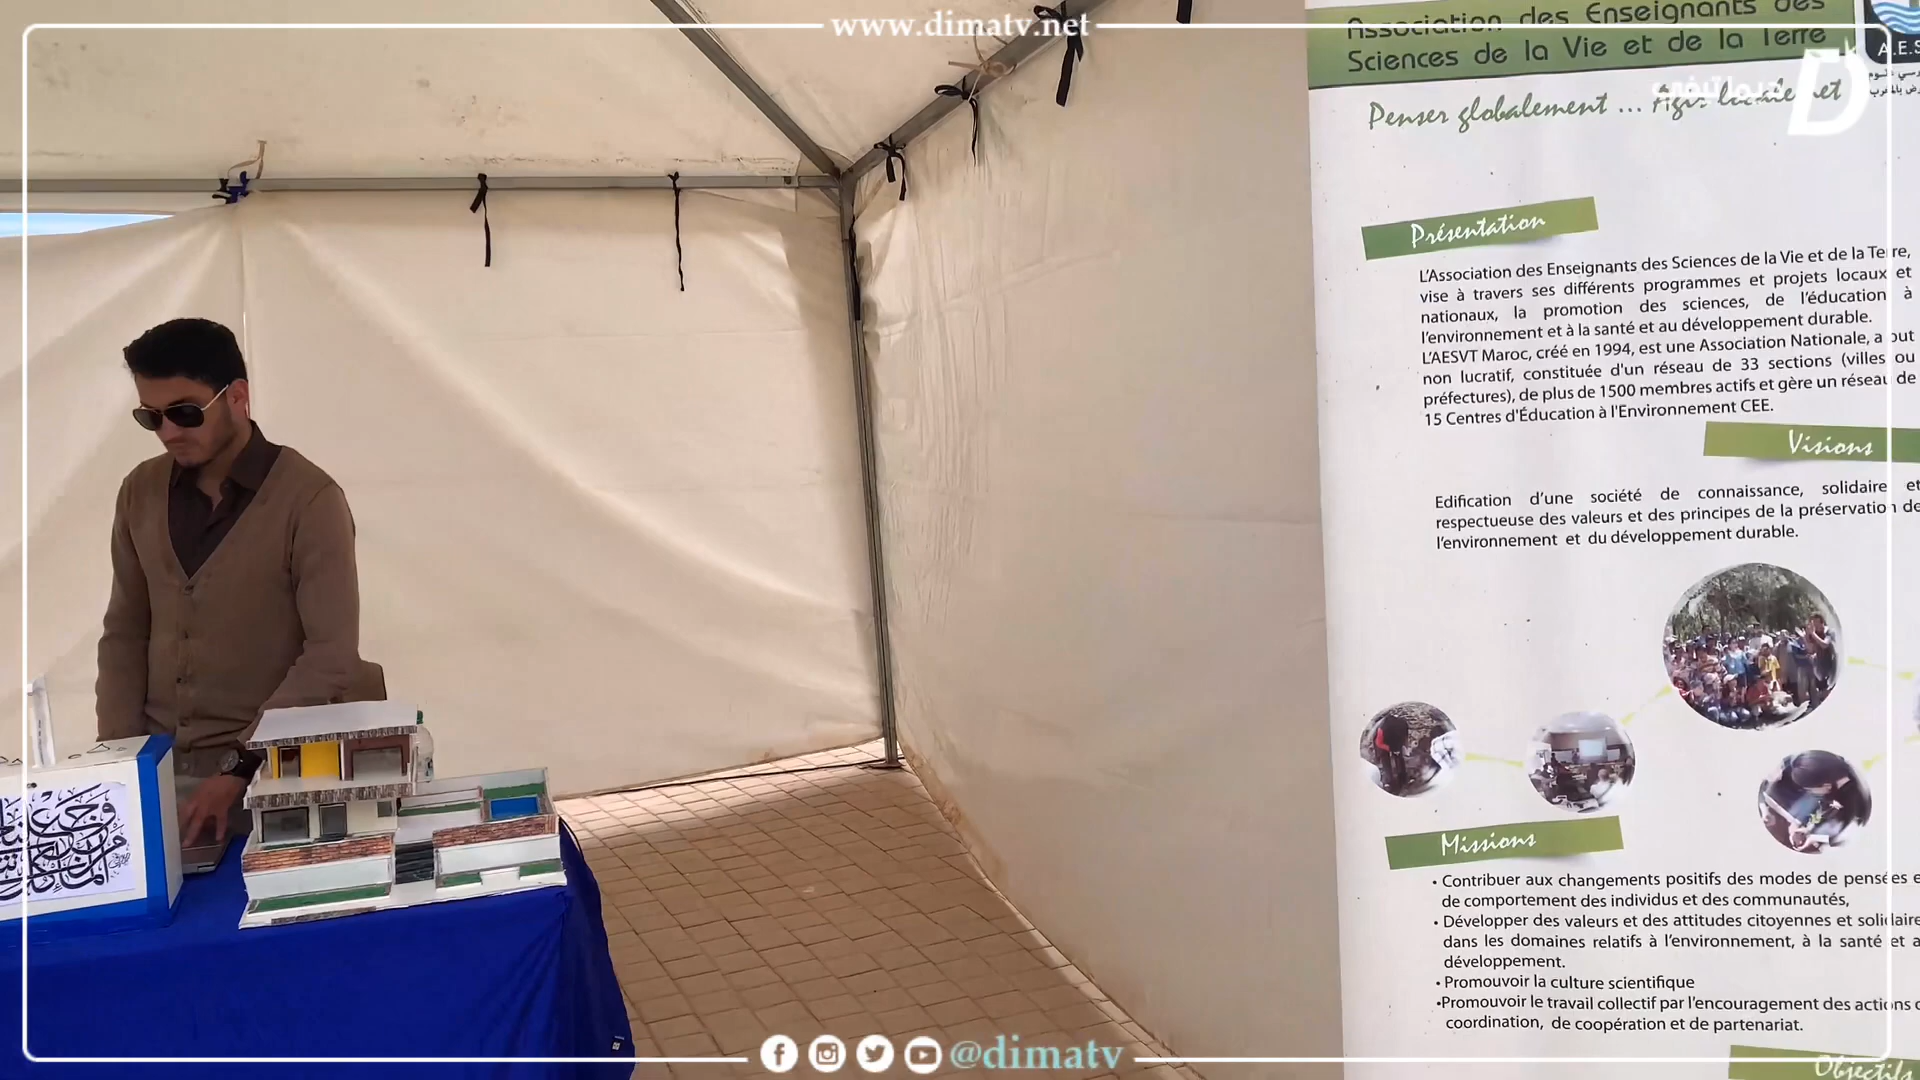 www.dimatv.net
Association des Enseignants des
Sciences de la Vie et de la Terre
A.E.S
Penser globalement ... Agir localement
Présentation
L'Association des Enseignants des Sciences de la Vie et de la Terre,
vise à travers ses différents programmes et projets locaux et
nationaux, la promotion des sciences, de l'éducation à
l'environnement et à la santé et au développement durable.
L'AESVT Maroc, créé en 1994, est une Association Nationale, a but
non lucratif, constituée d'un réseau de 33 sections (villes ou
préfectures), de plus de 1500 membres actifs et gère un réseau de
15 Centres d'Éducation à l'Environnement CEE.
Visions
Edification d'une société de connaissance, solidaire et
respectueuse des valeurs et des principes de la préservation de
l'environnement et du développement durable.
Missions
• Contribuer aux changements positifs des modes de pensées e
de comportement des individus et des communautés,
• Développer des valeurs et des attitudes citoyennes et solidaire
dans les domaines relatifs à l'environnement, à la santé et a
développement.
• Promouvoir la culture scientifique
•Promouvoir le travail collectif par l'encouragement des actions
coordination, de coopération et de partenariat.
Objectifs
@dimatv